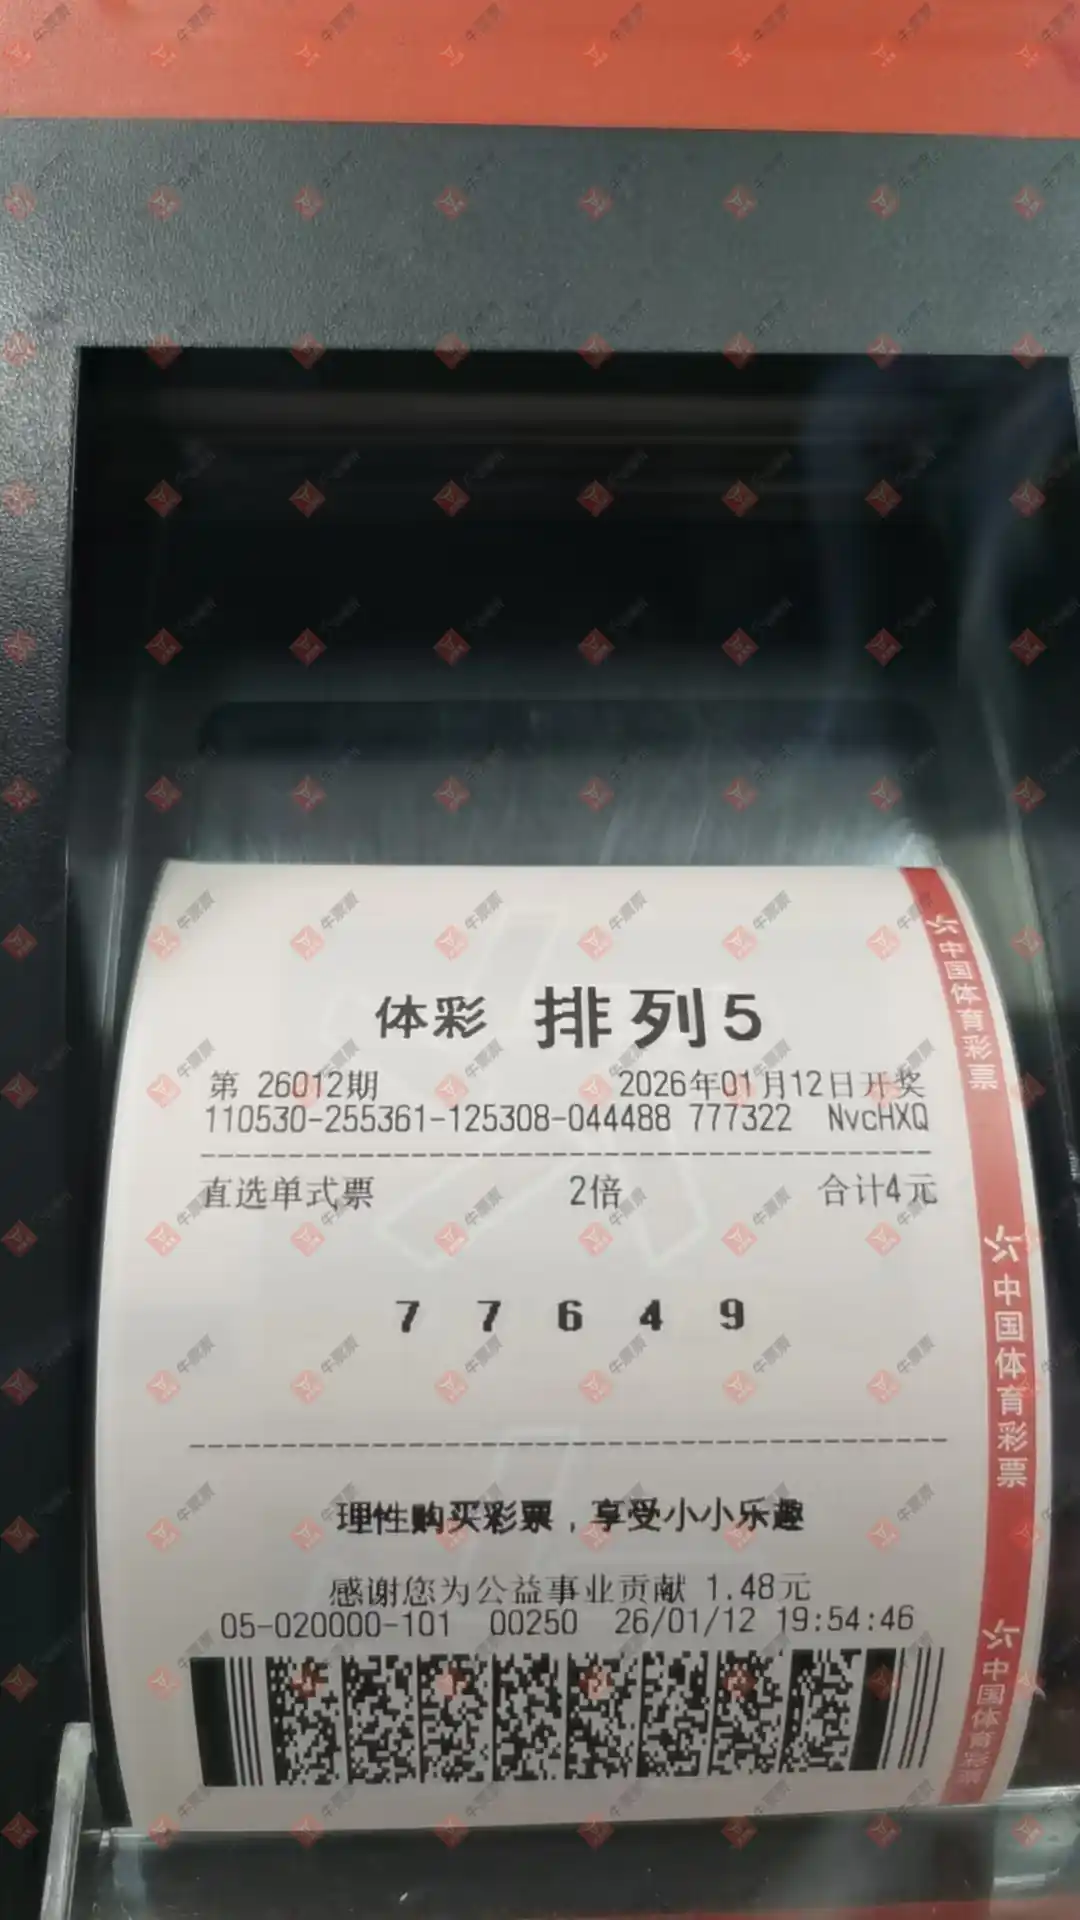 体彩 排列5
第 26012期 2026年01月12日开奖
110530-255361-125308-044488 777322 NvcHXQ
直选单式票 2倍 合计4元
7 7 6 4 9
理性购买彩票，享受小小乐趣
感谢您为公益事业贡献 1.48元
05-020000-101 00250 26/01/12 19:54:46
中国体育彩票
中国体育彩票
中国体育彩票
牛票票